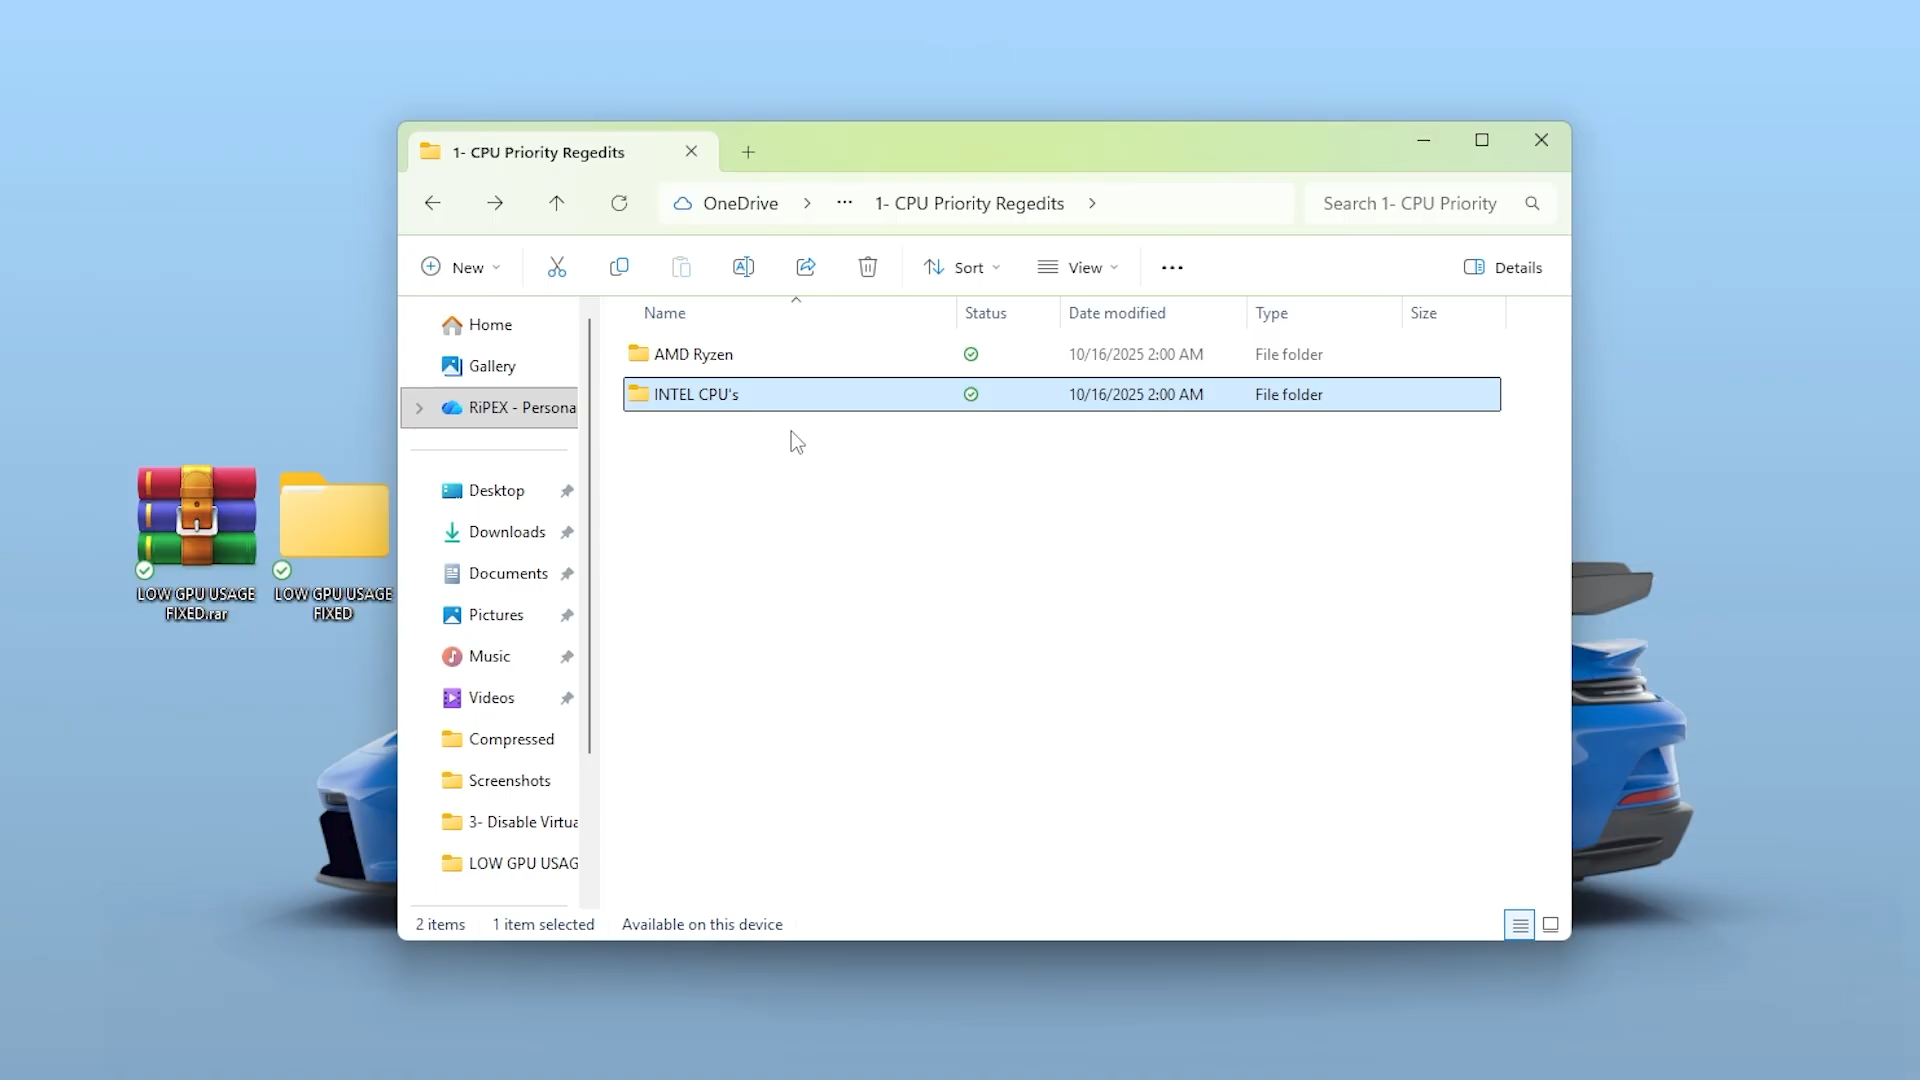 1- CPU Priority Regedits
OneDrive
1- CPU Priority Regedits
Search 1- CPU Priority
New
Sort
View
Details
Name
Status
Date modified
Type
Size
AMD Ryzen
10/16/2025 2:00 AM
File folder
INTEL CPU's
10/16/2025 2:00 AM
File folder
Home
Gallery
RiPEX - Persona
Desktop
Downloads
Documents
Pictures
Music
Videos
Compressed
Screenshots
3- Disable Virtua
LOW GPU USAG
2 items
1 item selected
Available on this device
LOW GPU USAGE
FIXED.rar
LOW GPU USAGE
FIXED